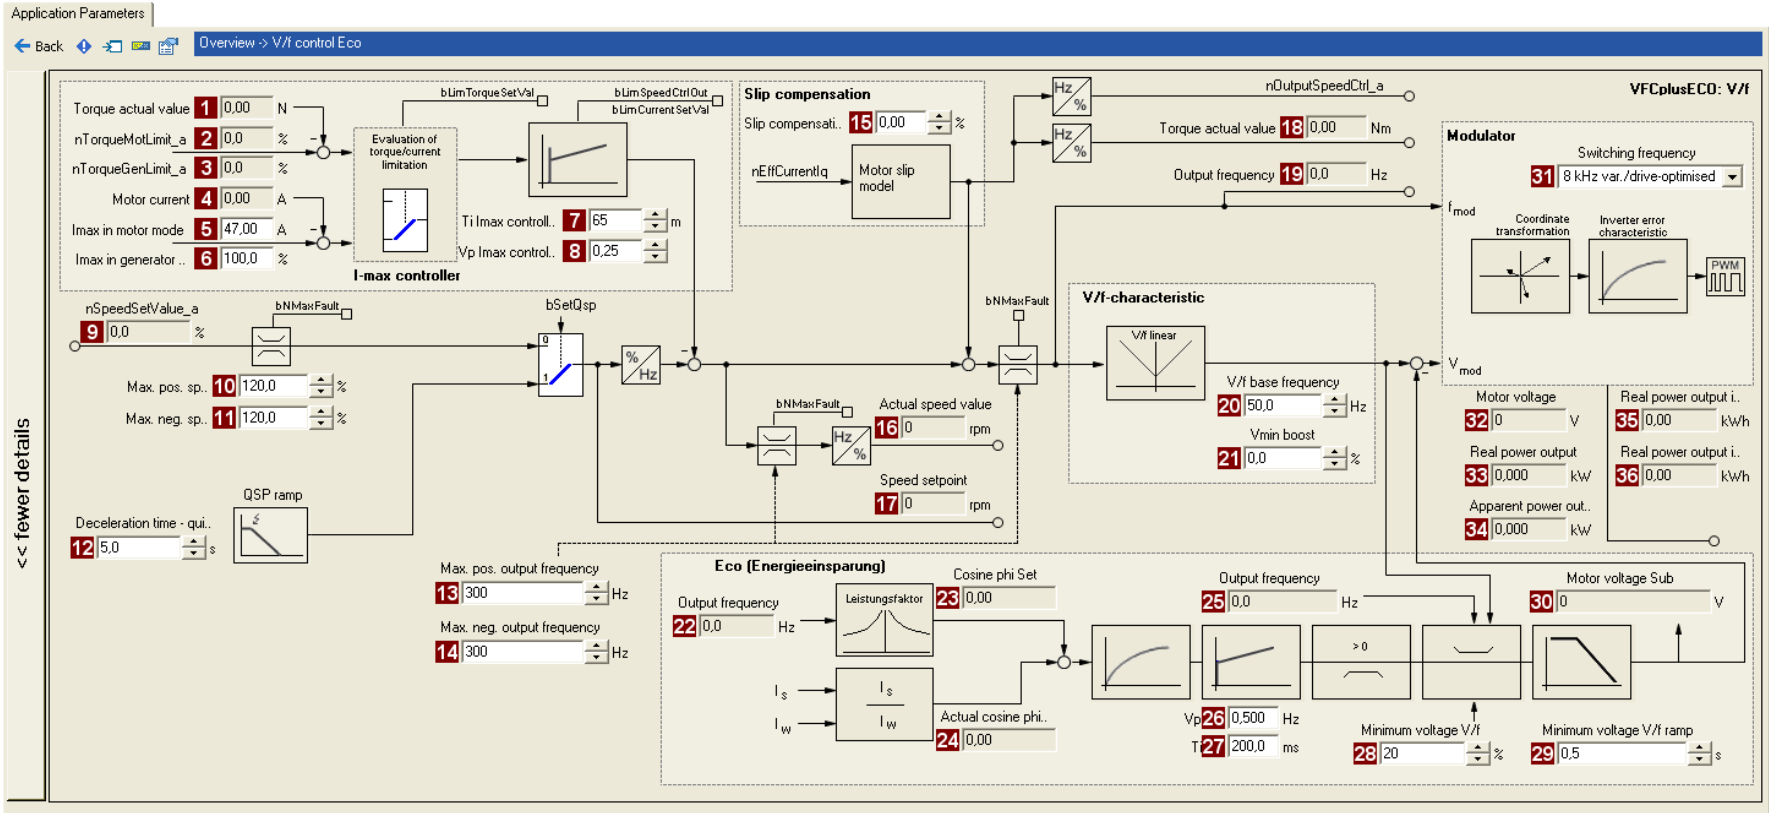 Application Parameters
Back
Overview -> V/f control Eco
<< fewer details
Torque actual value 1 0,00 N
nTorqueMotLimit_a 2 0,0 %
nTorqueGenLimit_a 3 0,0 %
Motor current 4 0,00 A
Imax in motor mode 5 47,00 A
Imax in generator .. 6 100,0 %
bLimTorqueSetVal
Evaluation of
torque/current
limitation
bLimSpeedCtrlOut
bLimCurrentSetVal
Ti Imax controll.. 7 65 m
Vp Imax control.. 8 0,25
I-max controller
Slip compensation
Slip compensati.. 15 0,00 %
nEffCurrentIq
Motor slip
model
Hz
%
Hz
%
nOutputSpeedCtrl_a
Torque actual value 18 0,00 Nm
Output frequency 19 0,0 Hz
VFCplusECO: V/f
Modulator
Switching frequency
31 8 kHz var./drive-optimised
fmod
Coordinate
transformation
Inverter error
characteristic
PWM
Vmod
nSpeedSetValue_a
9 0,0 %
bNMaxFault
bSetQsp
0
1
%
Hz
Max. pos. sp.. 10 120,0 %
Max. neg. sp.. 11 120,0 %
bNMaxFault
V/f-characteristic
V/f linear
V/f base frequency
20 50,0 Hz
Vmin boost
21 0,0 %
bNMaxFault
Hz
%
Actual speed value
16 0 rpm
Speed setpoint
17 0 rpm
QSP ramp
Deceleration time - qui..
12 5,0 s
Max. pos. output frequency
13 300 Hz
Max. neg. output frequency
14 300 Hz
Motor voltage
32 0 V
Real power output
33 0,000 kW
Apparent power out..
34 0,000 kW
Real power output i..
35 0,00 kWh
Real power output i..
36 0,00 kWh
Eco (Energieeinsparung)
Output frequency
22 0,0 Hz
Leistungsfaktor
Cosine phi Set
23 0,00
Is
Iw
Is
Iw
Actual cosine phi..
24 0,00
Output frequency
25 0,0 Hz
> 0
Vp 26 0,500 Hz
Ti 27 200,0 ms
Minimum voltage V/f
28 20 %
Minimum voltage V/f ramp
29 0,5 s
Motor voltage Sub
30 0 V